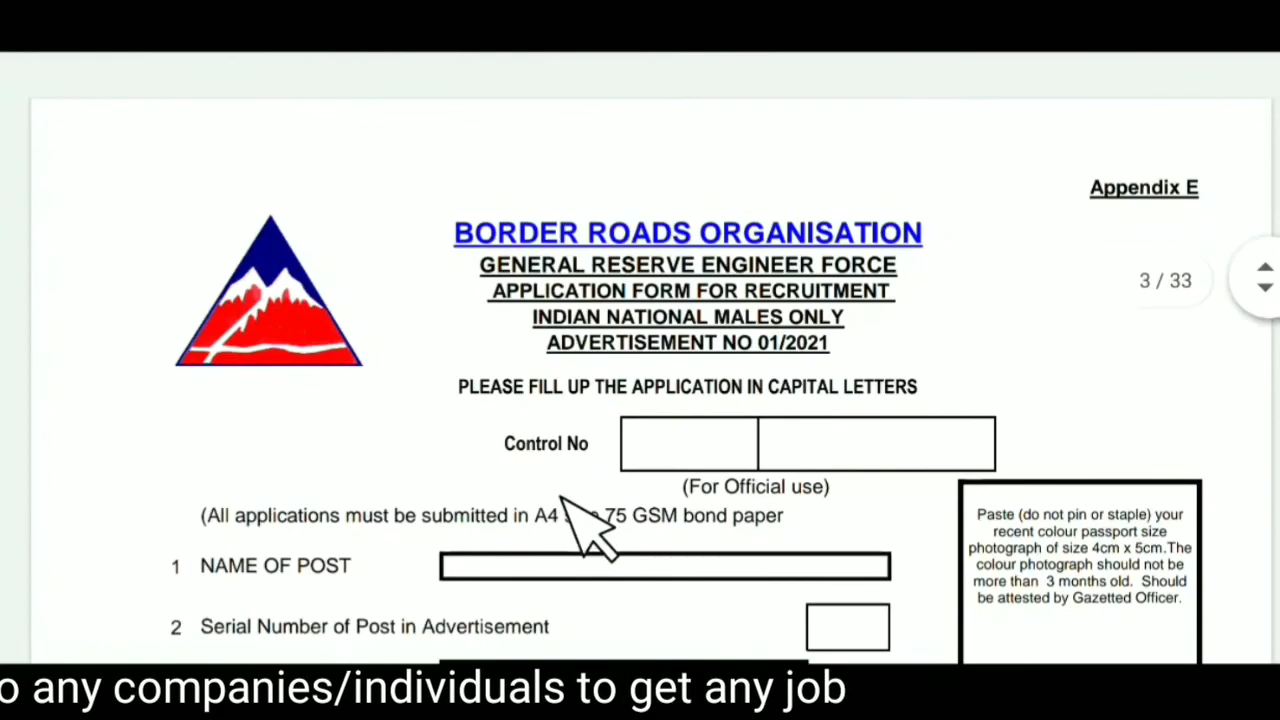 Appendix E
BORDER ROADS ORGANISATION
GENERAL RESERVE ENGINEER FORCE
APPLICATION FORM FOR RECRUITMENT
INDIAN NATIONAL MALES ONLY
ADVERTISEMENT NO 01/2021
3 / 33
PLEASE FILL UP THE APPLICATION IN CAPITAL LETTERS
Control No
(For Official use)
(All applications must be submitted in A4 75 GSM bond paper
1 NAME OF POST
2 Serial Number of Post in Advertisement
Paste (do not pin or staple) your
recent colour passport size
photograph of size 4cm x 5cm.The
colour photograph should not be
more than 3 months old. Should
be attested by Gazetted Officer.
any companies/individuals to get any job